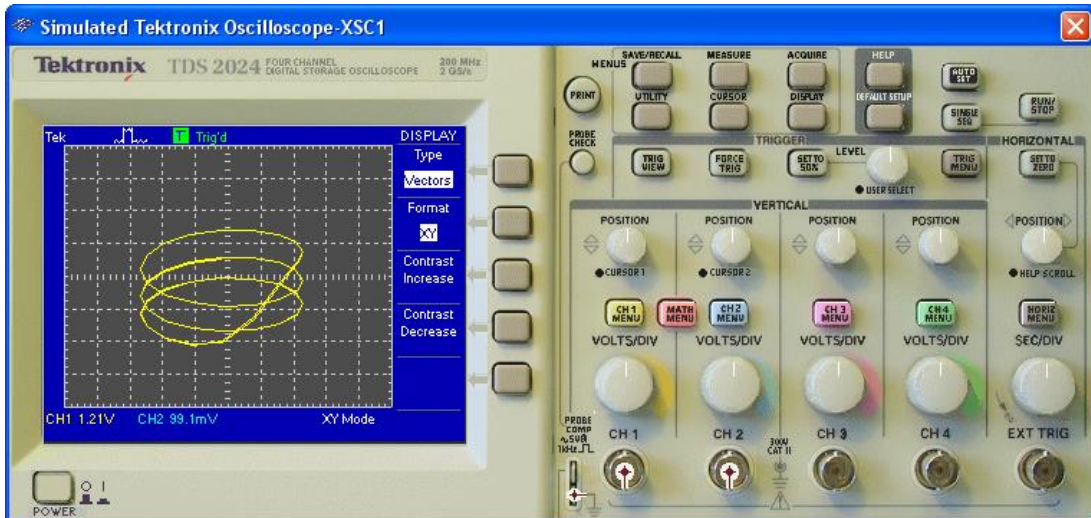 Simulated Tektronix Oscilloscope-XSC1
Tektronix TDS 2024 FOUR CHANNEL DIGITAL STORAGE OSCILLOSCOPE 200 MHz 2 GS/s
Tek T Trig'd DISPLAY
Type
Vectors
Format
XY
Contrast
Increase
Contrast
Decrease
CH1 1.21V CH2 99.1mV XY Mode
POWER
MENUS
SAVE/RECALL MEASURE ACQUIRE HELP
AUTO SET
PRINT
UTILITY CURSOR DISPLAY DEFAULT SETUP
SINGLE SEQ
RUN/STOP
PROBE CHECK
TRIGGER
TRIG VIEW
FORCE TRIG
SET TO 50%
LEVEL
USER SELECT
TRIG MENU
HORIZONTAL
SET TO ZERO
VERTICAL
POSITION POSITION POSITION POSITION POSITION
CURSOR 1 CURSOR 2 HELP SCROLL
CH 1 MENU
MATH MENU
CH 2 MENU
CH 3 MENU
CH 4 MENU
HORIZ MENU
VOLTS/DIV VOLTS/DIV VOLTS/DIV VOLTS/DIV SEC/DIV
PROBE COMP
~5V@
1kHz
CH 1 CH 2 CH 3 CH 4 EXT TRIG
300V
CAT II